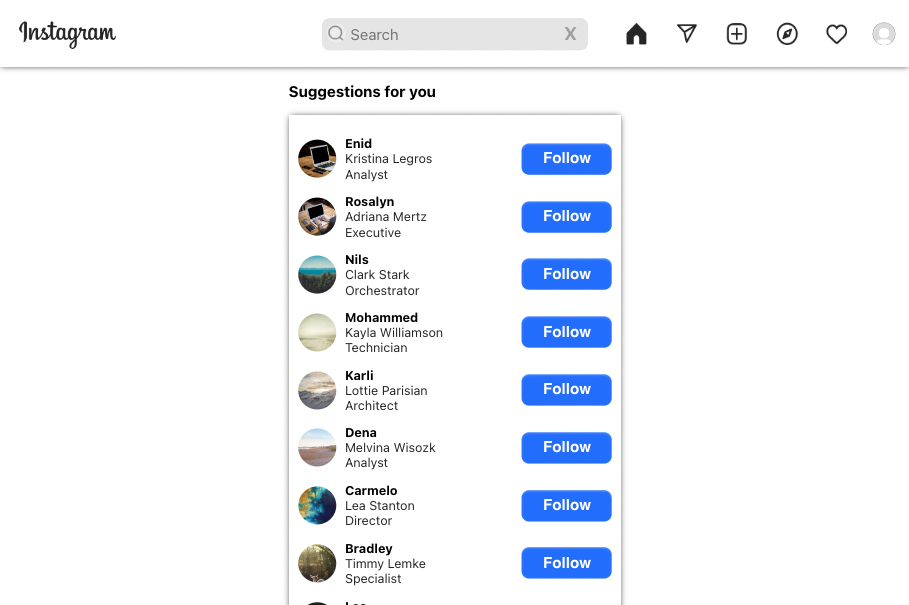 Instagram
Search
X
Suggestions for you
Enid
Kristina Legros
Analyst
Follow
Rosalyn
Adriana Mertz
Executive
Follow
Nils
Clark Stark
Orchestrator
Follow
Mohammed
Kayla Williamson
Technician
Follow
Karli
Lottie Parisian
Architect
Follow
Dena
Melvina Wisozk
Analyst
Follow
Carmelo
Lea Stanton
Director
Follow
Bradley
Timmy Lemke
Specialist
Follow